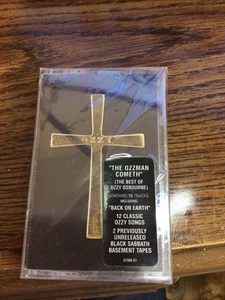 OZZY
"THE OZZMAN
COMETH"
(THE BEST OF
OZZY OSBOURNE)
CONTAINS 15 TRACKS
INCLUDING
"BACK ON EARTH"
12 CLASSIC
OZZY SONGS
2 PREVIOUSLY
UNRELEASED
BLACK SABBATH
BASEMENT TAPES